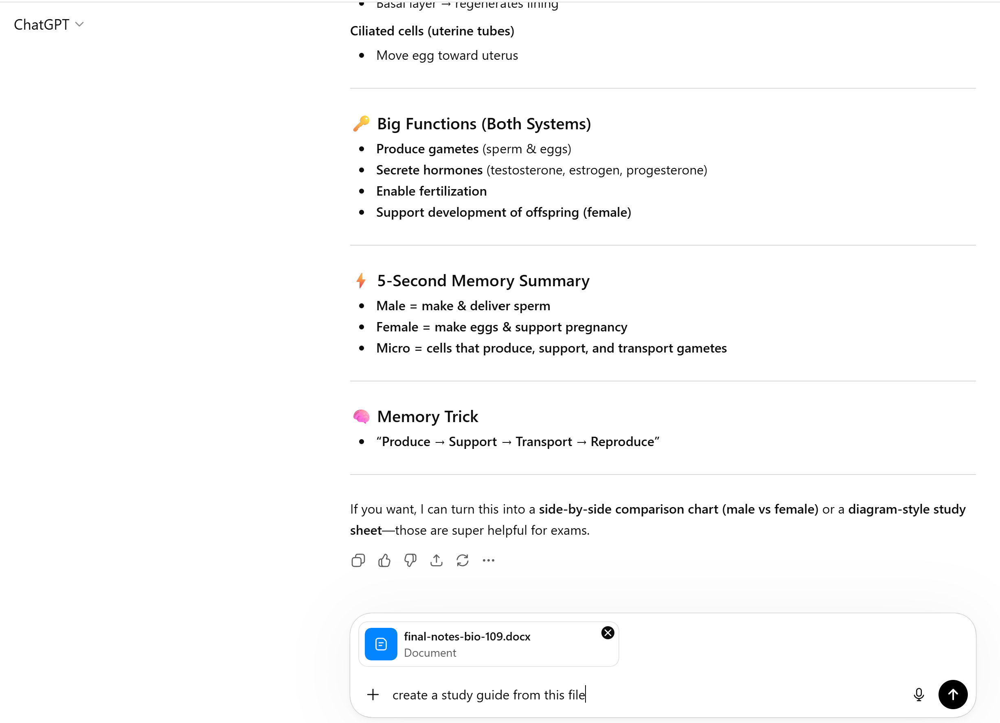 Basal layer → regenerates lining
ChatGPT
Ciliated cells (uterine tubes)
Move egg toward uterus
🔑 Big Functions (Both Systems)
Produce gametes (sperm & eggs)
Secrete hormones (testosterone, estrogen, progesterone)
Enable fertilization
Support development of offspring (female)
⚡ 5-Second Memory Summary
Male = make & deliver sperm
Female = make eggs & support pregnancy
Micro = cells that produce, support, and transport gametes
🧠 Memory Trick
“Produce → Support → Transport → Reproduce”
If you want, I can turn this into a side-by-side comparison chart (male vs female) or a diagram-style study
sheet—those are super helpful for exams.
final-notes-bio-109.docx
Document
create a study guide from this file